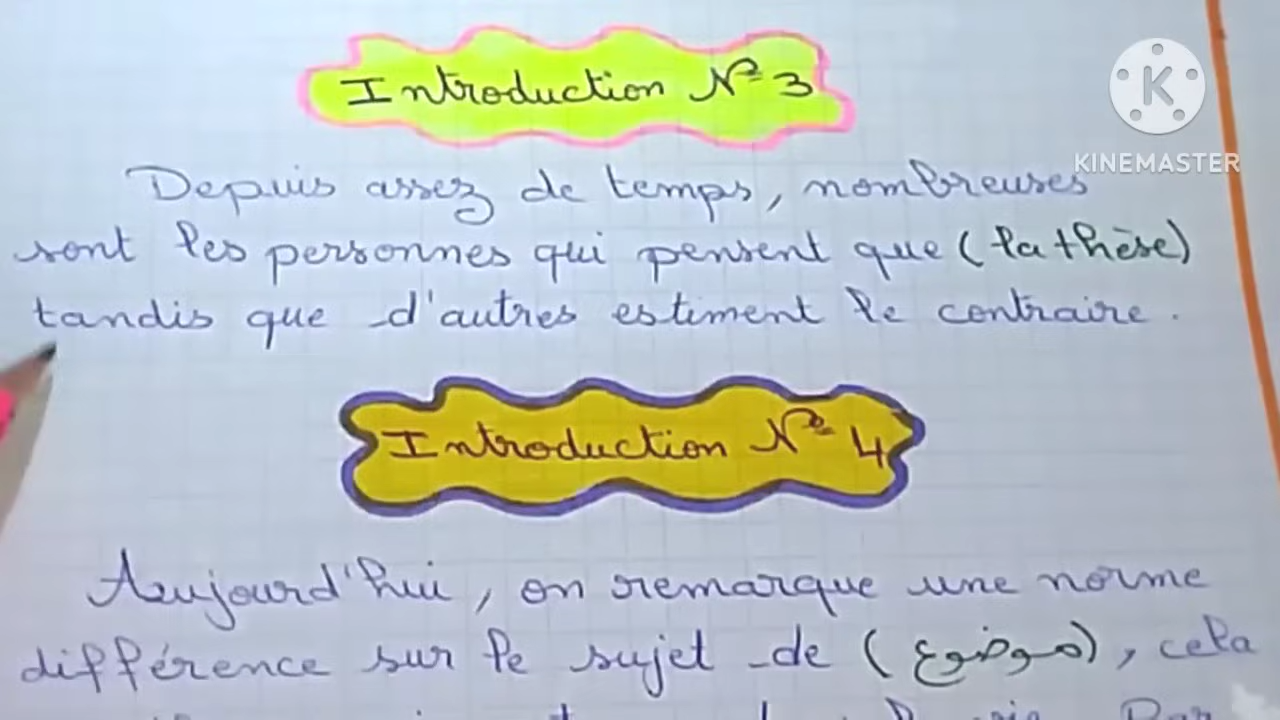 Introduction N° 3
KINEMASTER
Depuis assez de temps, nombreuses
sont les personnes qui pensent que (la thèse)
tandis que d'autres estiment le contraire.
Introduction N° 4
Aujourd'hui, on remarque une norme
différence sur le sujet de (موضوع), cela